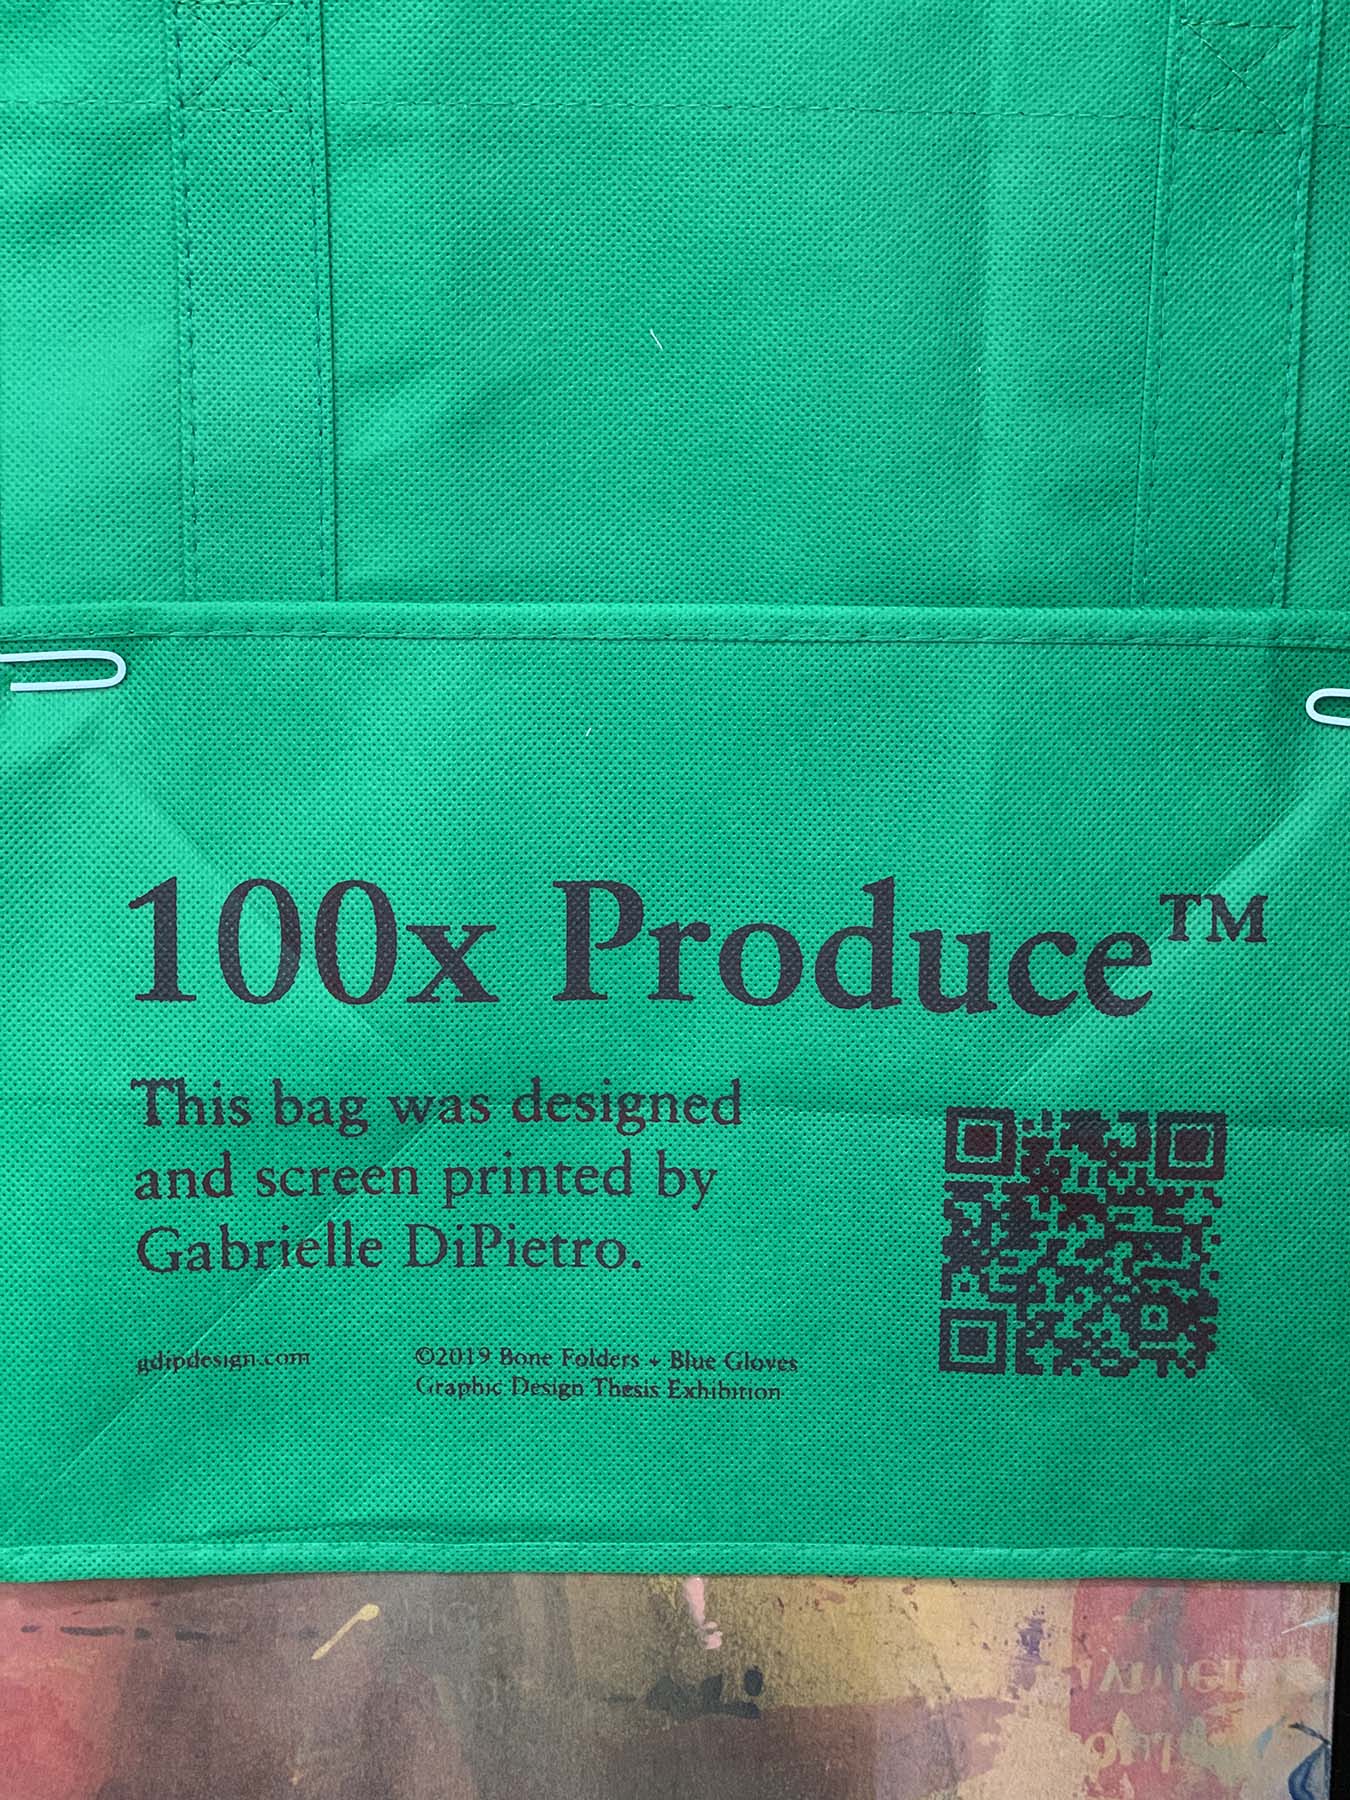 100x Produce™
This bag was designed
and screen printed by
Gabrielle DiPietro.
gdipdesign.com
©2019 Bone Folders + Blue Gloves
Graphic Design Thesis Exhibition